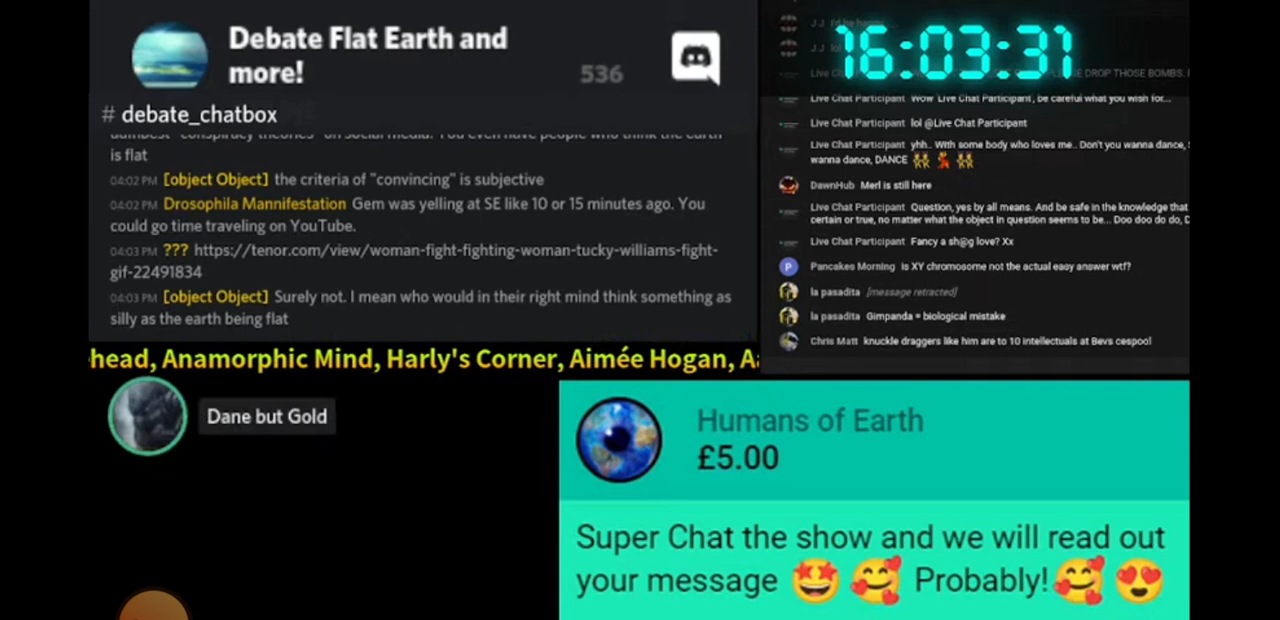 Debate Flat Earth and
more!
536
# debate_chatbox
is flat
04:02 PM [object Object] the criteria of "convincing" is subjective
04:02 PM Drosophila Mannifestation Gem was yelling at SE like 10 or 15 minutes ago. You
could go time traveling on YouTube.
04:03 PM ??? https://tenor.com/view/woman-fight-fighting-woman-tucky-williams-fight-
gif-22491834
04:03 PM [object Object] Surely not. I mean who would in their right mind think something as
silly as the earth being flat
head, Anamorphic Mind, Harly's Corner, Aimée Hogan, A
Dane but Gold
16:03:31
J.J I'd be happy
J.J lol
DROP THOSE BOMBS.
Live Chat Participant Wow 'Live Chat Participant', be careful what you wish for...
Live Chat Participant lol @Live Chat Participant
Live Chat Participant yhh.. With some body who loves me.. Don't you wanna dance,
wanna dance, DANCE 👯 💃 👯
DawnHub Merl is still here
Live Chat Participant Question, yes by all means. And be safe in the knowledge that
certain or true, no matter what the object in question seems to be... Doo doo do do, D
Live Chat Participant Fancy a sh@g love? Xx
P Pancakes Morning Is XY chromosome not the actual easy answer wtf?
la pasadita [message retracted]
la pasadita Gimpanda = biological mistake
Chris Matt knuckle draggers like him are to 10 intellectuals at Bevs cespool
Humans of Earth
£5.00
Super Chat the show and we will read out
your message 🤩 🥰 Probably!🥰 😍